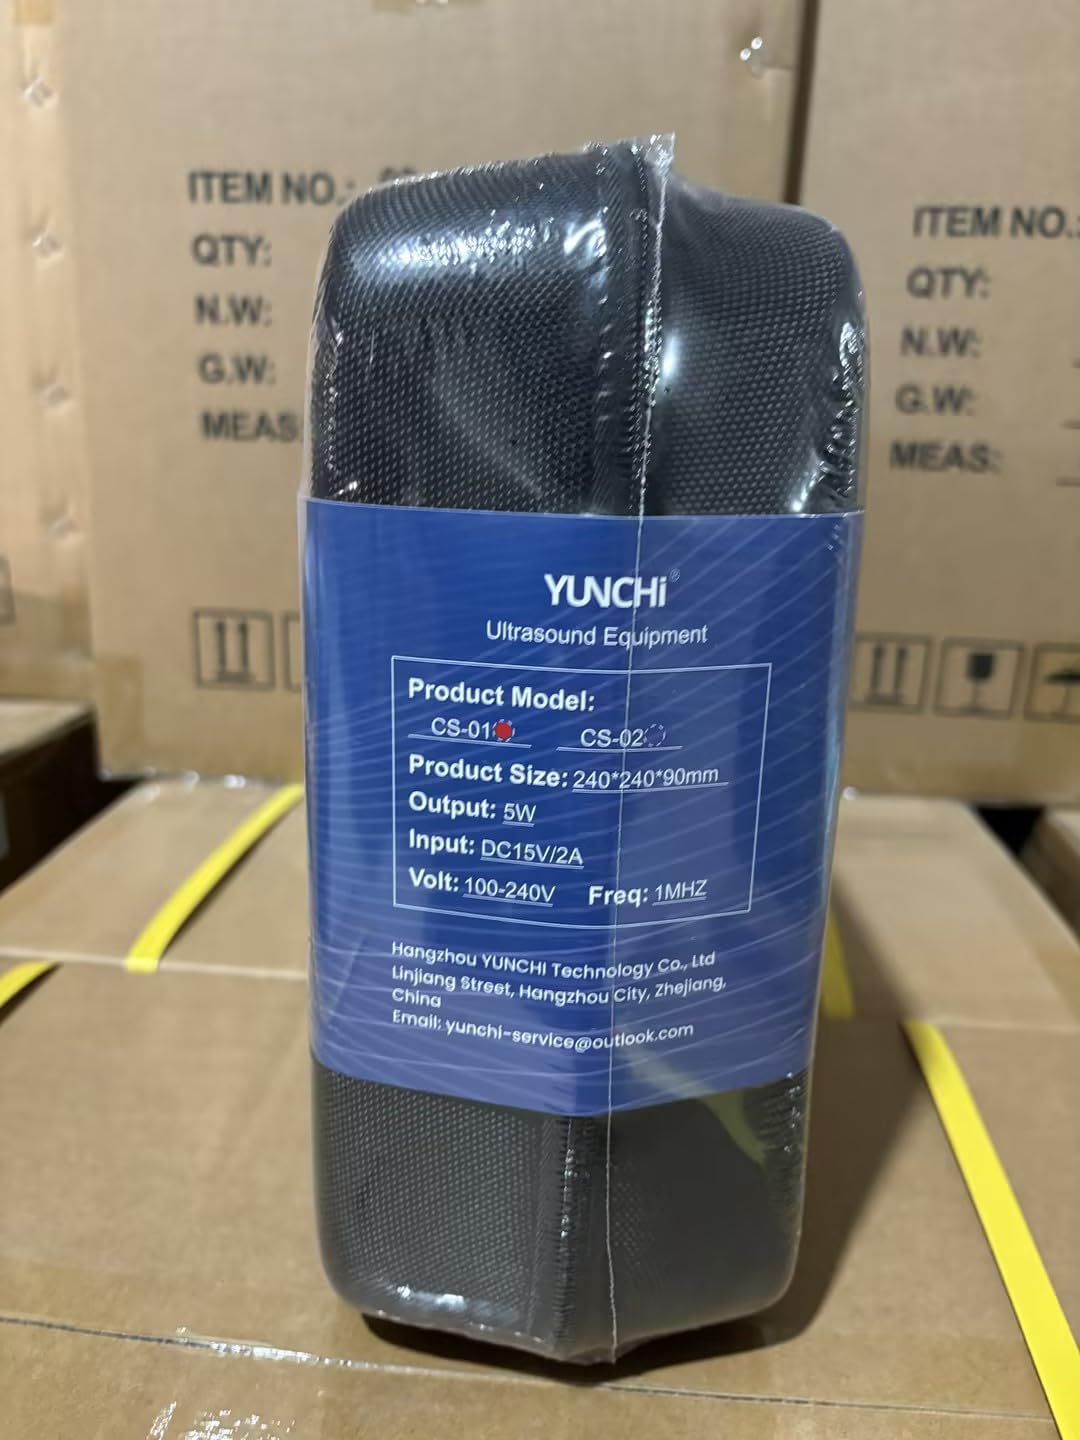 ITEM NO.:
QTY:
N.W:
G.W:
MEAS
ITEM NO.:
QTY:
N.W:
G.W:
MEAS:
YUNCHi®
Ultrasound Equipment
Product Model:
CS-01 CS-02
Product Size: 240*240*90mm
Output: 5W
Input: DC15V/2A
Volt: 100-240V Freq: 1MHZ
Hangzhou YUNCHI Technology Co., Ltd
Linjiang Street, Hangzhou City, Zhejiang,
China
Email: yunchi-service@outlook.com